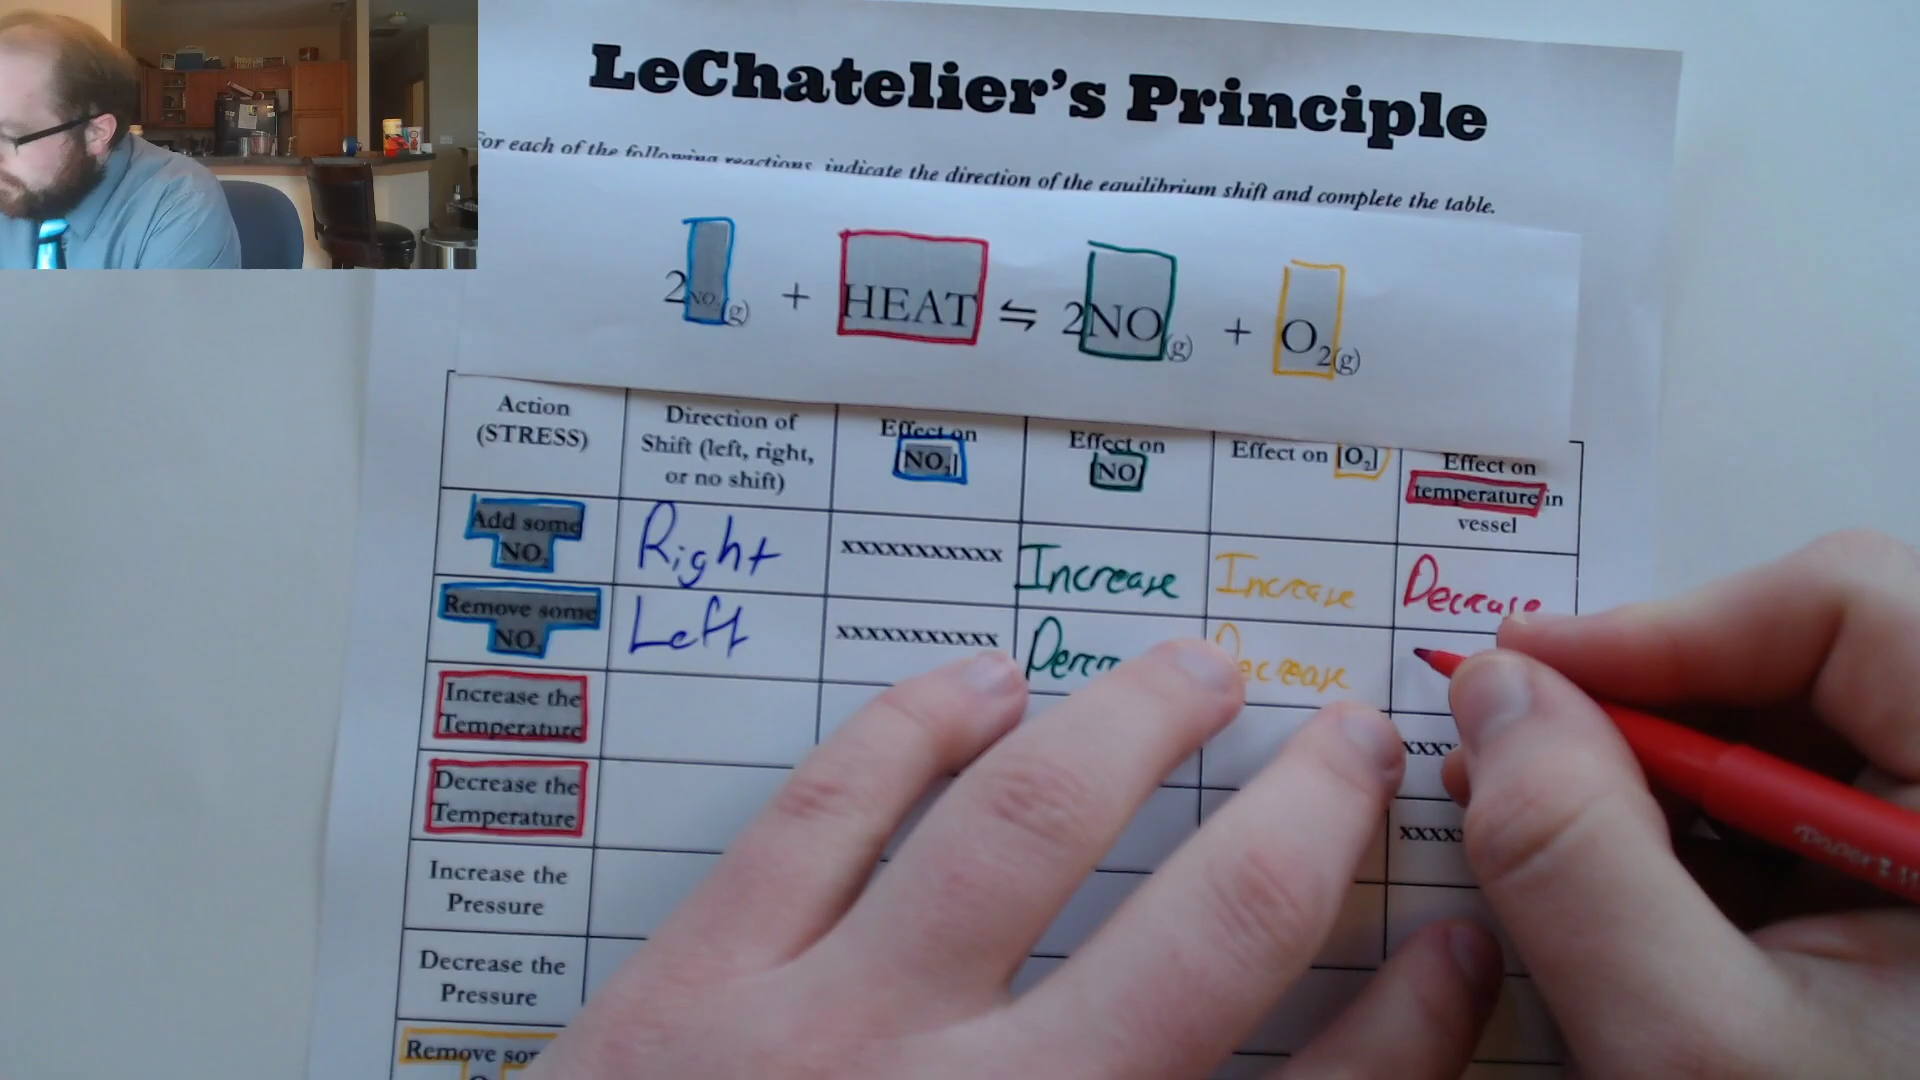 LeChatelier's Principle
For each of the following reactions, indicate the direction of the equilibrium shift and complete the table.
2NO₂(g) + HEAT ⇋ 2NO(g) + O₂(g)
Action
(STRESS)
Direction of
Shift (left, right,
or no shift)
Effect on
[NO₂]
Effect on
[NO]
Effect on [O₂]
Effect on
temperature in
vessel
Add some
NO₂
Right
xxxxxxxxxxx
Increase
Increase
Decrease
Remove some
NO₂
Left
xxxxxxxxxxx
Decrease
Increase the
Temperature
Decrease the
Temperature
Increase the
Pressure
Decrease the
Pressure
Remove